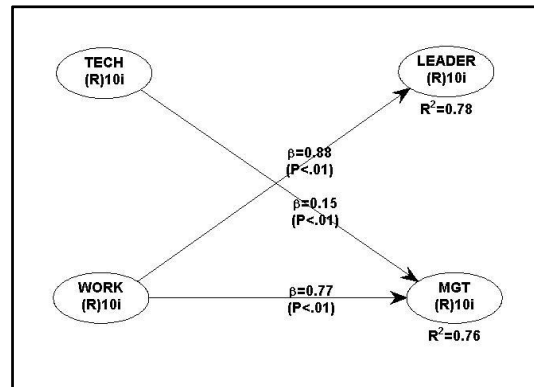 TECH
(R)10i
LEADER
(R)10i
R²=0.78
β=0.88
(P<.01)
β=0.15
(P<.01)
WORK
(R)10i
β=0.77
(P<.01)
MGT
(R)10i
R²=0.76